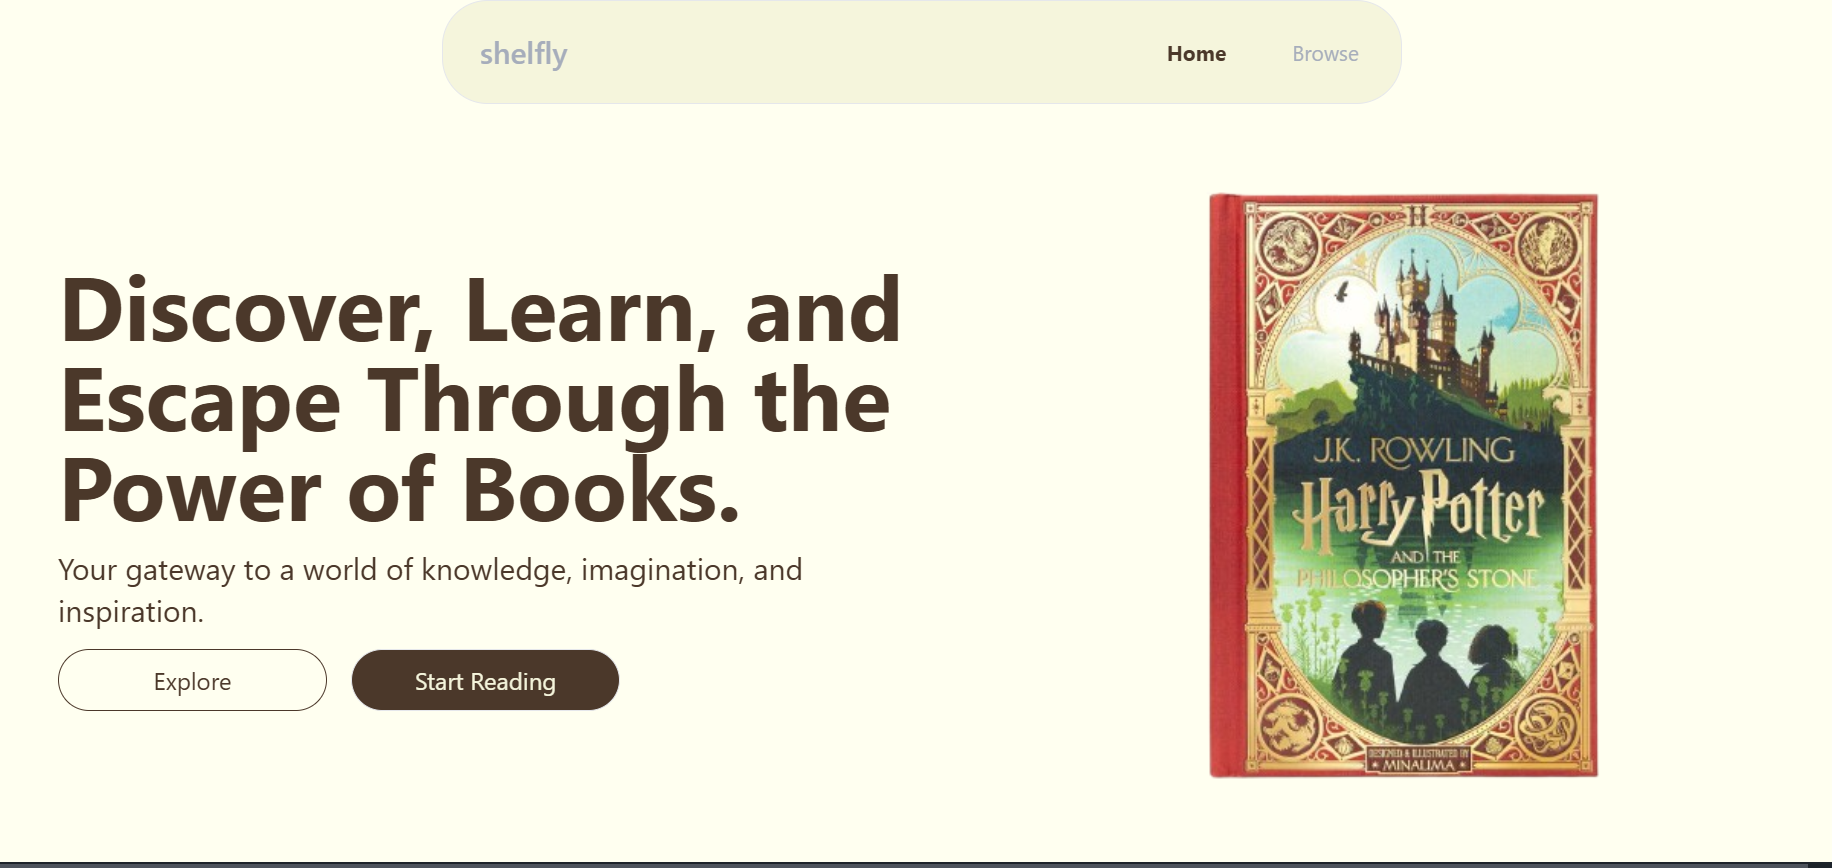 shelfly
Home
Browse
Discover, Learn, and
Escape Through the
Power of Books.
Your gateway to a world of knowledge, imagination, and
inspiration.
Explore
Start Reading
J.K. ROWLING
Harry Potter
AND THE
PHILOSOPHER'S STONE
DESIGNED & ILLUSTRATED BY
MINALIMA